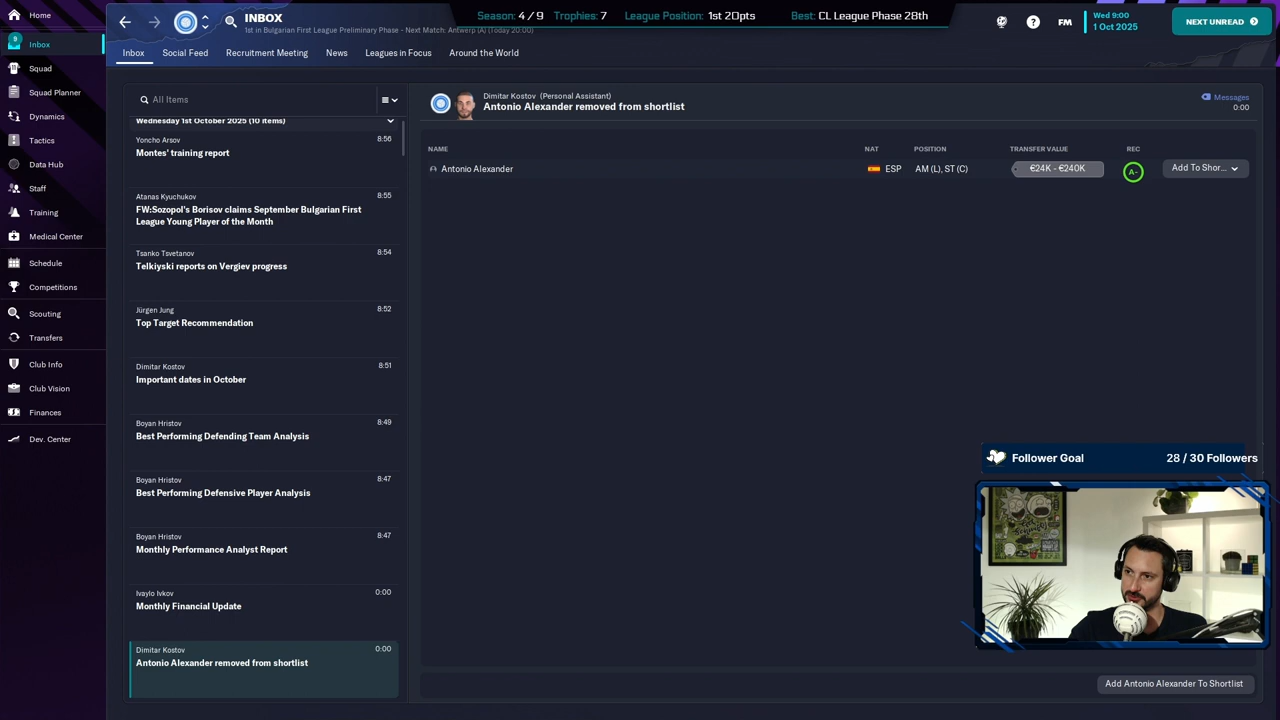 Season: 4 / 9 Trophies: 7 League Position: 1st 20pts Best: CL League Phase 28th
INBOX
1st in Bulgarian First League Preliminary Phase - Next Match: Antwerp (A) (Today 20:00)
FM
Wed 9:00
1 Oct 2025
NEXT UNREAD
Inbox Social Feed Recruitment Meeting News Leagues in Focus Around the World
Home
9
Inbox
Squad
Squad Planner
Dynamics
Tactics
Data Hub
Staff
Training
Medical Center
Schedule
Competitions
Scouting
Transfers
Club Info
Club Vision
Finances
Dev. Center
All Items
Wednesday 1st October 2025 (10 items)
Yoncho Arsov 8:56
Montes' training report
Atanas Kyuchukov 8:55
FW:Sozopol's Borisov claims September Bulgarian First
League Young Player of the Month
Tsanko Tsvetanov 8:54
Telkiyski reports on Vergiev progress
Jürgen Jung 8:52
Top Target Recommendation
Dimitar Kostov 8:51
Important dates in October
Boyan Hristov 8:49
Best Performing Defending Team Analysis
Boyan Hristov 8:47
Best Performing Defensive Player Analysis
Boyan Hristov 8:47
Monthly Performance Analyst Report
Ivaylo Ivkov 0:00
Monthly Financial Update
Dimitar Kostov 0:00
Antonio Alexander removed from shortlist
Dimitar Kostov (Personal Assistant)
Antonio Alexander removed from shortlist
Messages
0:00
NAME NAT POSITION TRANSFER VALUE REC
Antonio Alexander ESP AM (L), ST (C) €24K - €240K A- Add To Shor...
Follower Goal 28 / 30 Followers
Add Antonio Alexander To Shortlist